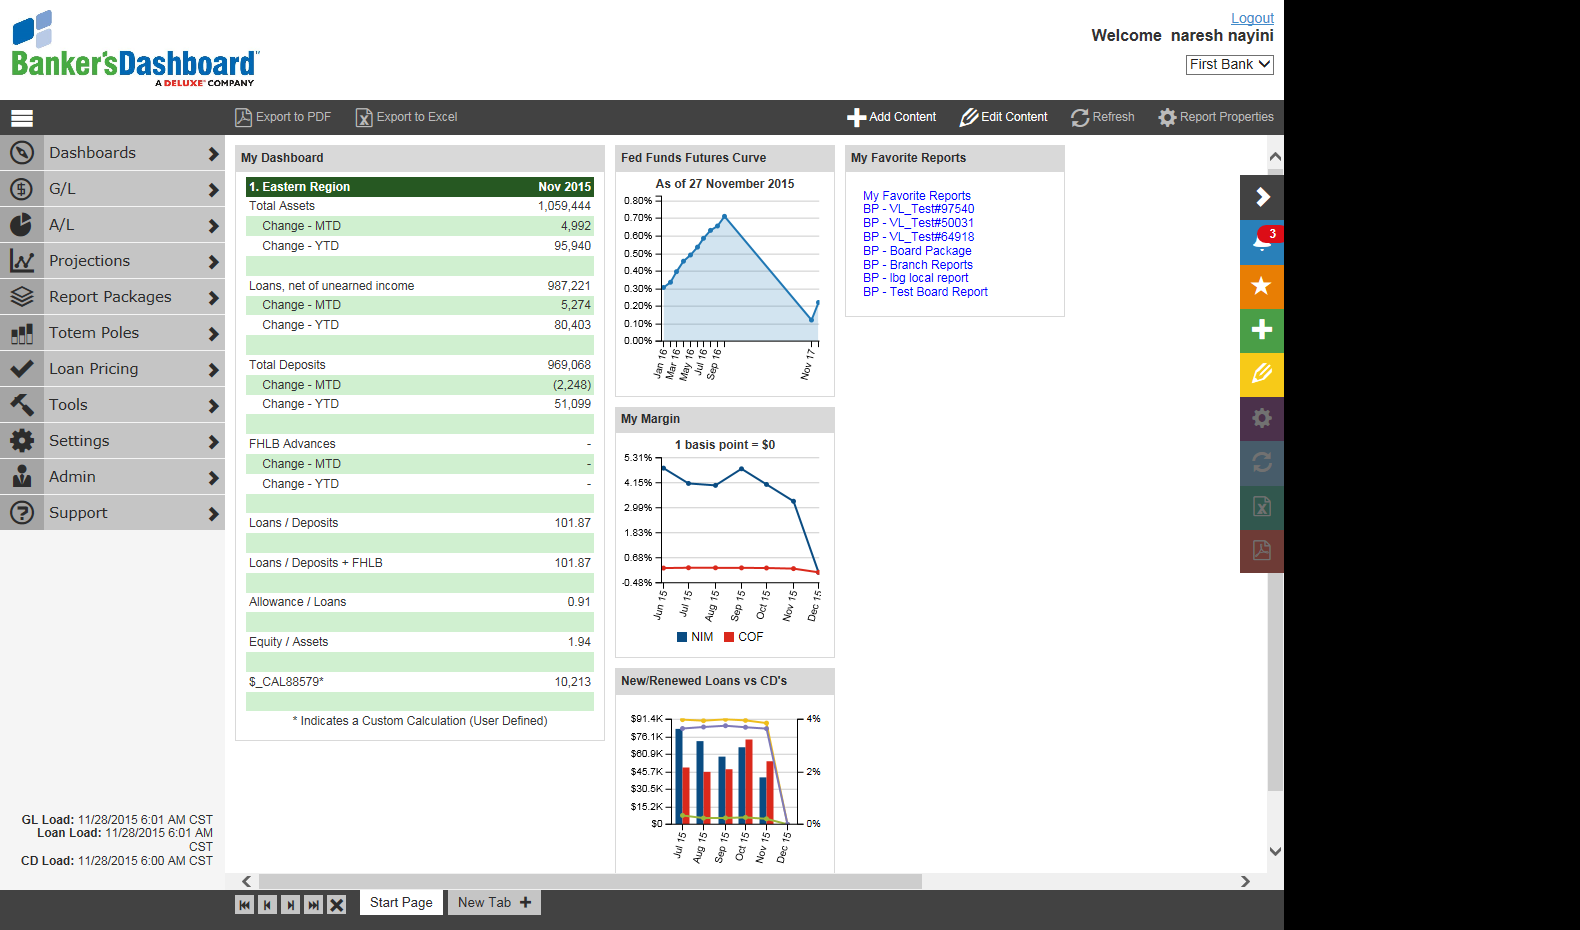 Banker'sDashboard
A DELUXE COMPANY
Logout
Welcome naresh nayini
First Bank
Export to PDF
Export to Excel
Add Content
Edit Content
Refresh
Report Properties
Dashboards
G/L
A/L
Projections
Report Packages
Totem Poles
Loan Pricing
Tools
Settings
Admin
Support
GL Load: 11/28/2015 6:01 AM CST
Loan Load: 11/28/2015 6:01 AM
CST
CD Load: 11/28/2015 6:00 AM CST
My Dashboard
1. Eastern Region Nov 2015
Total Assets 1,059,444
Change - MTD 4,992
Change - YTD 95,940
Loans, net of unearned income 987,221
Change - MTD 5,274
Change - YTD 80,403
Total Deposits 969,068
Change - MTD (2,248)
Change - YTD 51,099
FHLB Advances -
Change - MTD -
Change - YTD -
Loans / Deposits 101.87
Loans / Deposits + FHLB 101.87
Allowance / Loans 0.91
Equity / Assets 1.94
$_CAL88579* 10,213
* Indicates a Custom Calculation (User Defined)
Fed Funds Futures Curve
As of 27 November 2015
0.80%
0.70%
0.60%
0.50%
0.40%
0.30%
0.20%
0.10%
0.00%
Jan 16
Mar 16
May 16
Jul 16
Sep 16
Nov 17
My Margin
1 basis point = $0
5.31%
4.15%
2.99%
1.83%
0.68%
-0.48%
Jun 15
Jul 15
Aug 15
Sep 15
Oct 15
Nov 15
Dec 15
NIM COF
New/Renewed Loans vs CD's
$91.4K 4%
$76.1K
$60.9K
$45.7K 2%
$30.5K
$15.2K
$0 0%
Jul 15
Aug 15
Sep 15
Oct 15
Nov 15
Dec 15
My Favorite Reports
My Favorite Reports
BP - VL_Test#97540
BP - VL_Test#50031
BP - VL_Test#64918
BP - Board Package
BP - Branch Reports
BP - lbg local report
BP - Test Board Report
3
Start Page
New Tab